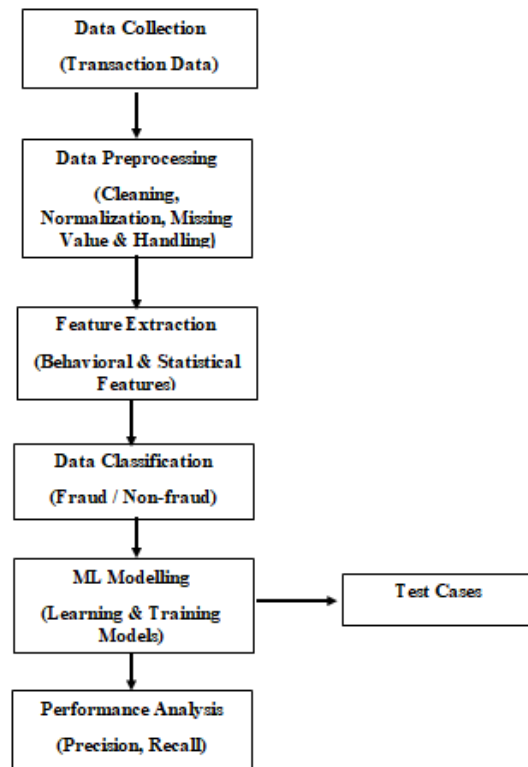 Data Collection
(Transaction Data)
Data Preprocessing
(Cleaning,
Normalization, Missing
Value & Handling)
Feature Extraction
(Behavioral & Statistical
Features)
Data Classification
(Fraud / Non-fraud)
ML Modelling
(Learning & Training
Models)
Test Cases
Performance Analysis
(Precision, Recall)